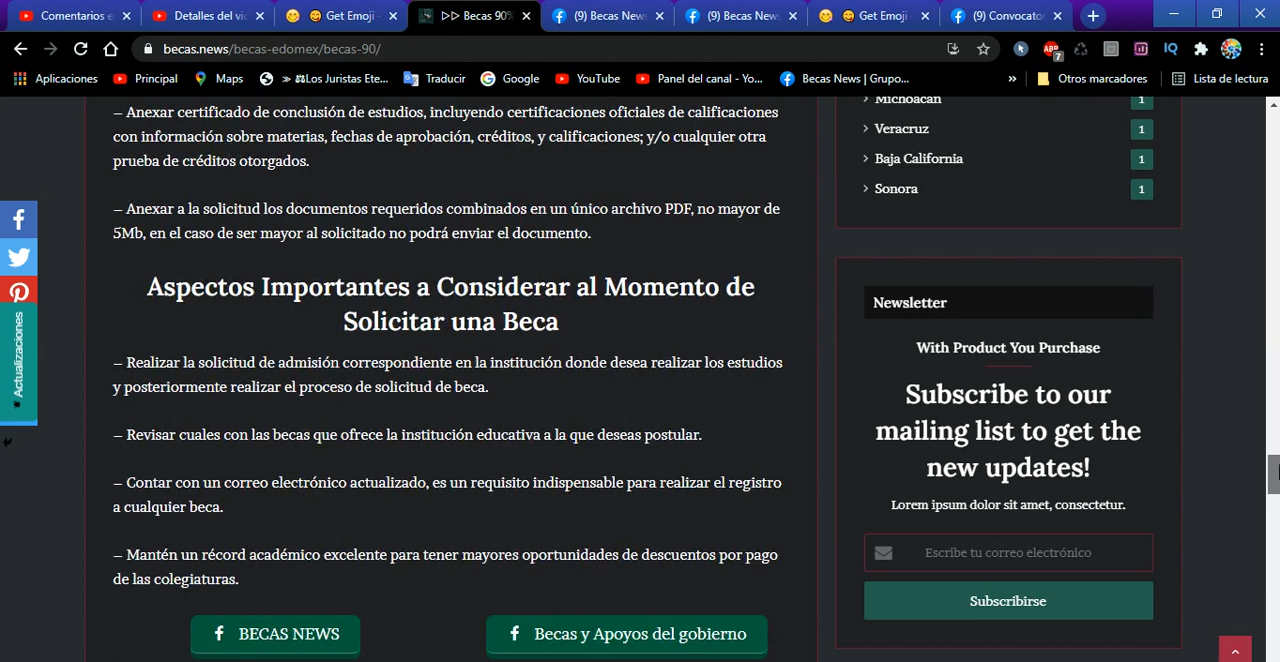 Comentarios e
Detalles del vi
Get Emoji -
▷▷ Becas 90%
(9) Becas News
(9) Becas New
Get Emoji -
(7) Convocato
becas.news/becas-edomex/becas-90/
ABP
7
IQ
Aplicaciones
Principal
Maps
» ⚖Los Juristas Ete...
Traducir
Google
YouTube
Panel del canal - Yo...
Becas News | Grupo...
»
Otros marcadores
Lista de lectura
– Anexar certificado de conclusión de estudios, incluyendo certificaciones oficiales de calificaciones
con información sobre materias, fechas de aprobación, créditos, y calificaciones; y/o cualquier otra
prueba de créditos otorgados.
– Anexar a la solicitud los documentos requeridos combinados en un único archivo PDF, no mayor de
5Mb, en el caso de ser mayor al solicitado no podrá enviar el documento.
Aspectos Importantes a Considerar al Momento de
Solicitar una Beca
– Realizar la solicitud de admisión correspondiente en la institución donde desea realizar los estudios
y posteriormente realizar el proceso de solicitud de beca.
– Revisar cuales con las becas que ofrece la institución educativa a la que deseas postular.
– Contar con un correo electrónico actualizado, es un requisito indispensable para realizar el registro
a cualquier beca.
– Mantén un récord académico excelente para tener mayores oportunidades de descuentos por pago
de las colegiaturas.
BECAS NEWS
Becas y Apoyos del gobierno
Actualizaciones
Michoacán 1
Veracruz 1
Baja California 1
Sonora 1
Newsletter
With Product You Purchase
Subscribe to our
mailing list to get the
new updates!
Lorem ipsum dolor sit amet, consectetur.
Escribe tu correo electrónico
Subscribirse